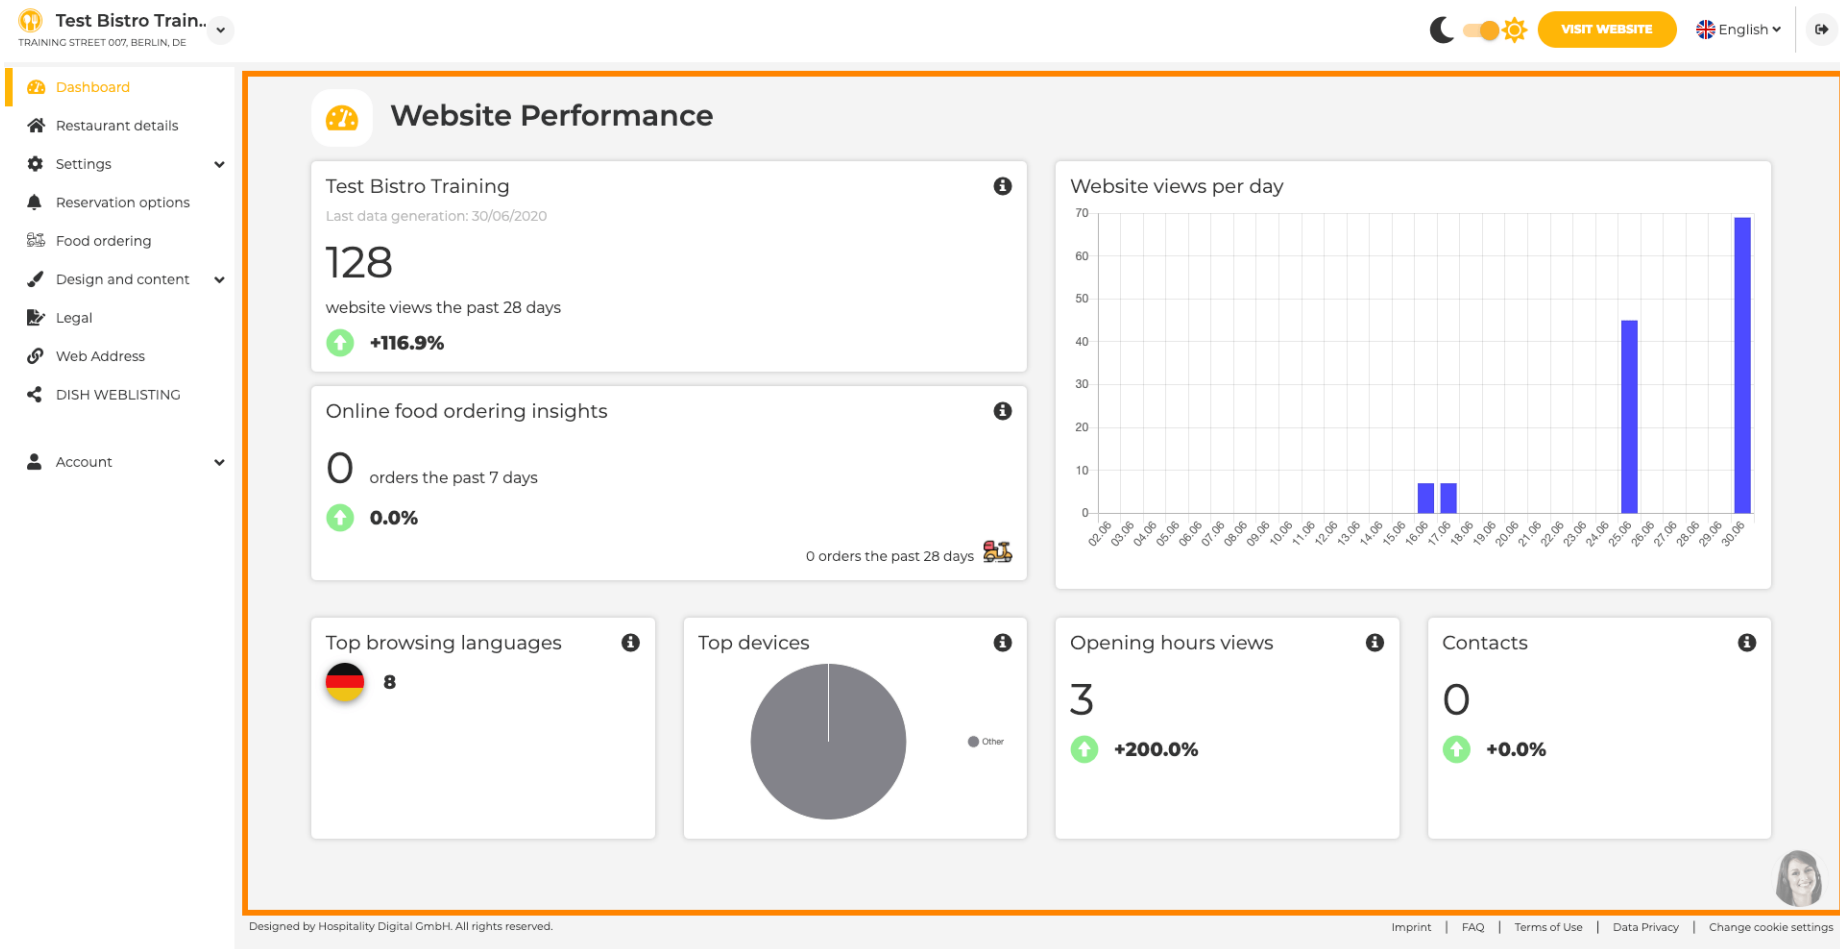 Test Bistro Train..
TRAINING STREET 007, BERLIN, DE
VISIT WEBSITE
English
Dashboard
Restaurant details
Settings
Reservation options
Food ordering
Design and content
Legal
Web Address
DISH WEBLISTING
Account
Website Performance
Test Bistro Training
Last data generation: 30/06/2020
128
website views the past 28 days
+116.9%
Online food ordering insights
0 orders the past 7 days
0.0%
0 orders the past 28 days
Website views per day
70
60
50
40
30
20
10
0
02.06 03.06 04.06 05.06 06.06 07.06 08.06 09.06 10.06 11.06 12.06 13.06 14.06 15.06 16.06 17.06 18.06 19.06 20.06 21.06 22.06 23.06 24.06 25.06 26.06 27.06 28.06 29.06 30.06
Top browsing languages
8
Top devices
Other
Opening hours views
3
+200.0%
Contacts
0
+0.0%
Designed by Hospitality Digital GmbH. All rights reserved.
Imprint | FAQ | Terms of Use | Data Privacy | Change cookie settings